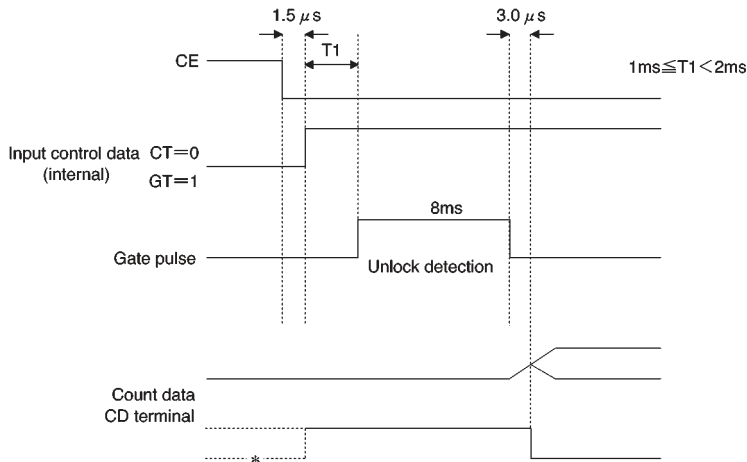 1.5 μs
3.0 μs
T1
CE
1ms≦T1<2ms
Input control data CT=0
(internal)
GT=1
8ms
Gate pulse
Unlock detection
Count data
CD terminal
*